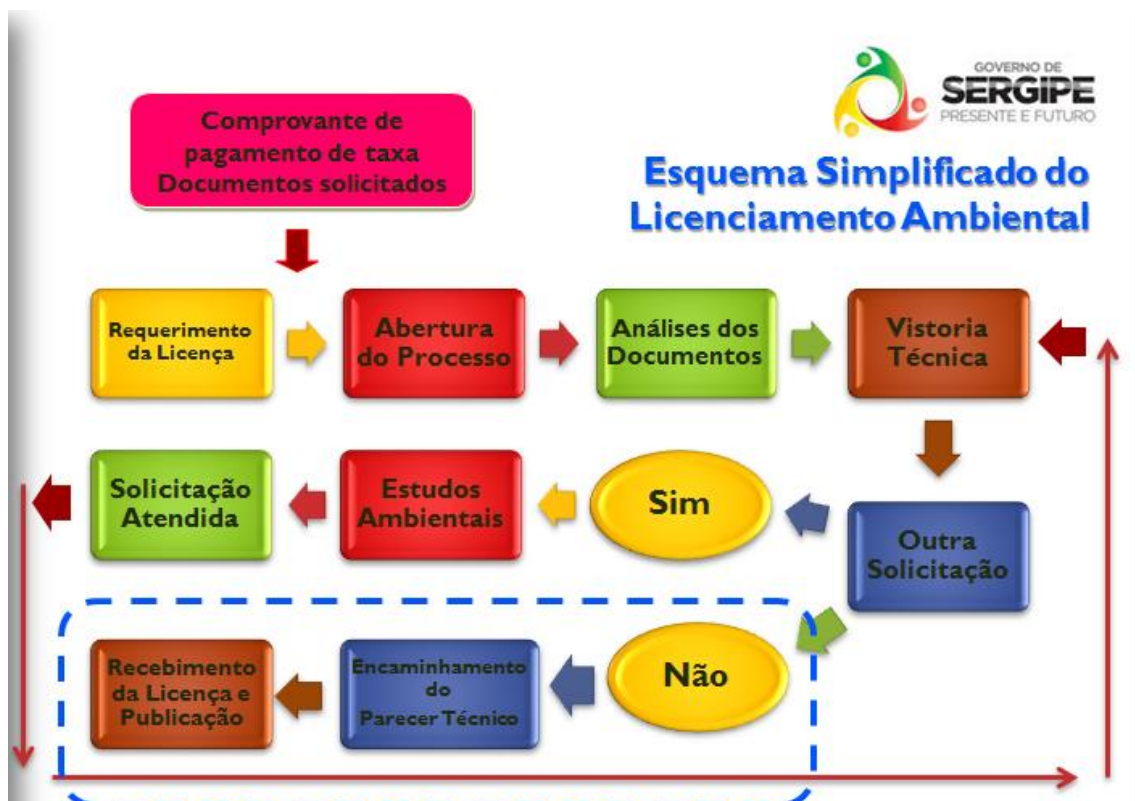 GOVERNO DE
SERGIPE
PRESENTE E FUTURO
Esquema Simplificado do
Licenciamento Ambiental
Comprovante de
pagamento de taxa
Documentos solicitados
Requerimento
da Licença
Abertura
do Processo
Análises dos
Documentos
Vistoria
Técnica
Solicitação
Atendida
Estudos
Ambientais
Sim
Outra
Solicitação
Recebimento
da Licença e
Publicação
Encaminhamento
do
Parecer Técnico
Não